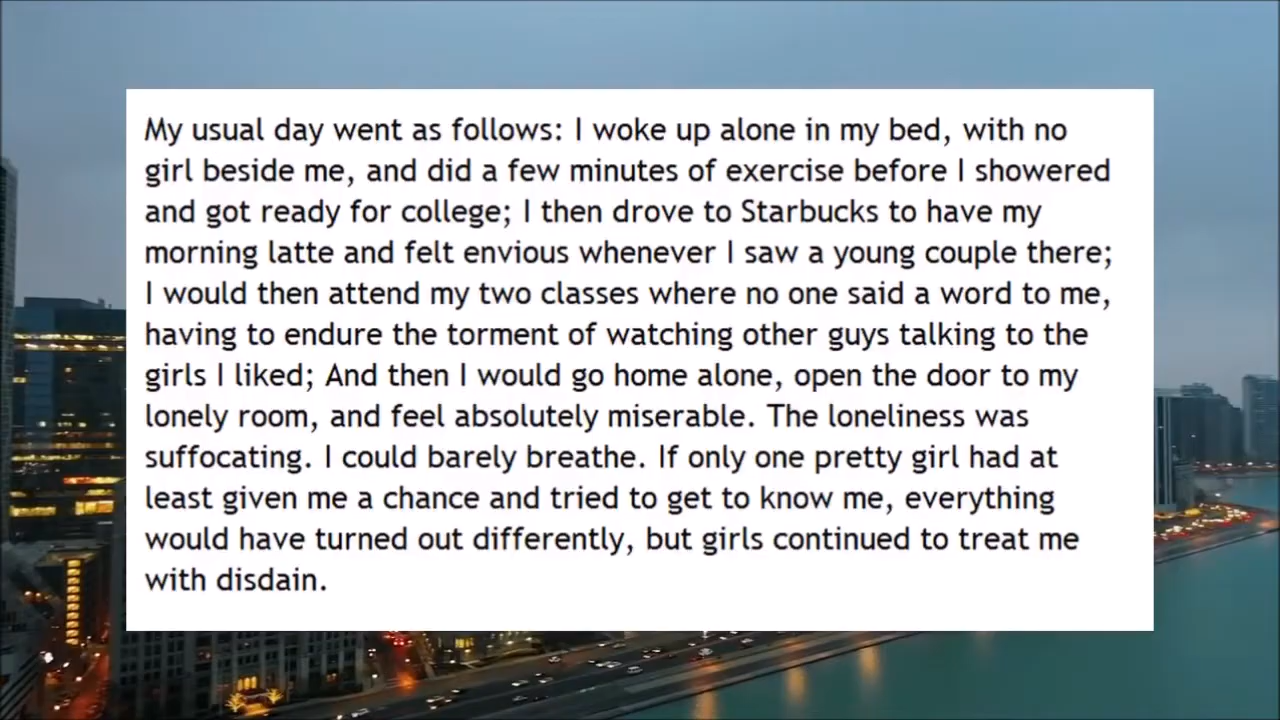 My usual day went as follows: I woke up alone in my bed, with no
girl beside me, and did a few minutes of exercise before I showered
and got ready for college; I then drove to Starbucks to have my
morning latte and felt envious whenever I saw a young couple there;
I would then attend my two classes where no one said a word to me,
having to endure the torment of watching other guys talking to the
girls I liked; And then I would go home alone, open the door to my
lonely room, and feel absolutely miserable. The loneliness was
suffocating. I could barely breathe. If only one pretty girl had at
least given me a chance and tried to get to know me, everything
would have turned out differently, but girls continued to treat me
with disdain.